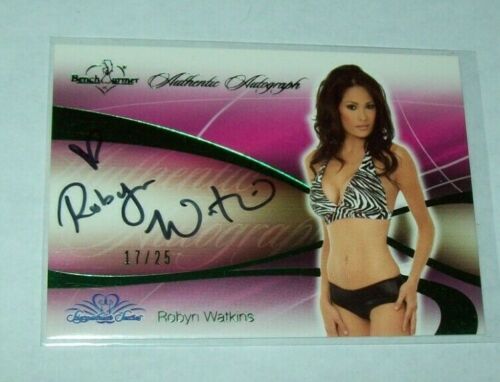 BenchWarmer Authentic Autograph
Robyn Watkins
17/25
Signature Series
Robyn Watkins